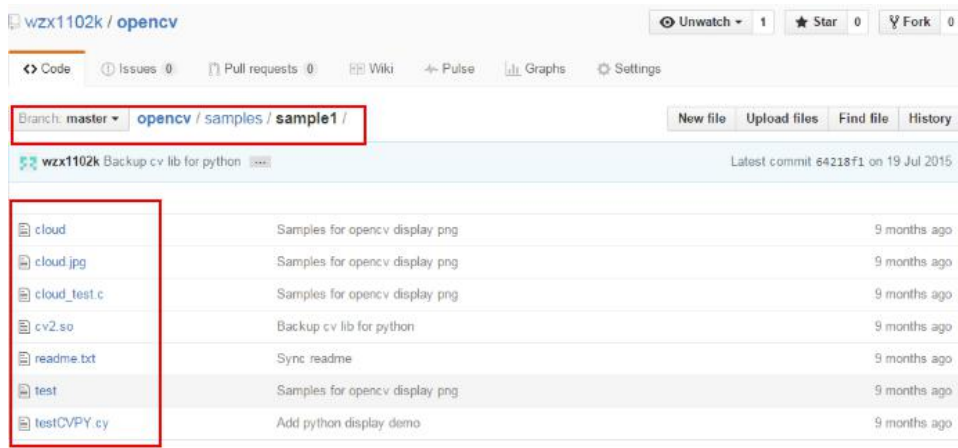 wzx1102k / opencv
Unwatch 1 Star 0 Fork 0
Code Issues 0 Pull requests 0 Wiki Pulse Graphs Settings
Branch: master opencv / samples / sample1 /
New file Upload files Find file History
wzx1102k Backup cv lib for python ...
Latest commit 64218f1 on 19 Jul 2015
cloud Samples for opencv display png 9 months ago
cloud.jpg Samples for opencv display png 9 months ago
cloud_test.c Samples for opencv display png 9 months ago
cv2.so Backup cv lib for python 9 months ago
readme.txt Sync readme 9 months ago
test Samples for opencv display png 9 months ago
testCVPY.cy Add python display demo 9 months ago